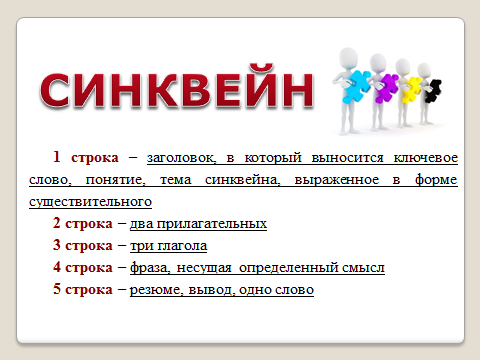 СИНКВЕЙН
1 строка – заголовок, в который выносится ключевое
слово, понятие, тема синквейна, выраженное в форме
существительного
2 строка – два прилагательных
3 строка – три глагола
4 строка – фраза, несущая определенный смысл
5 строка – резюме, вывод, одно слово